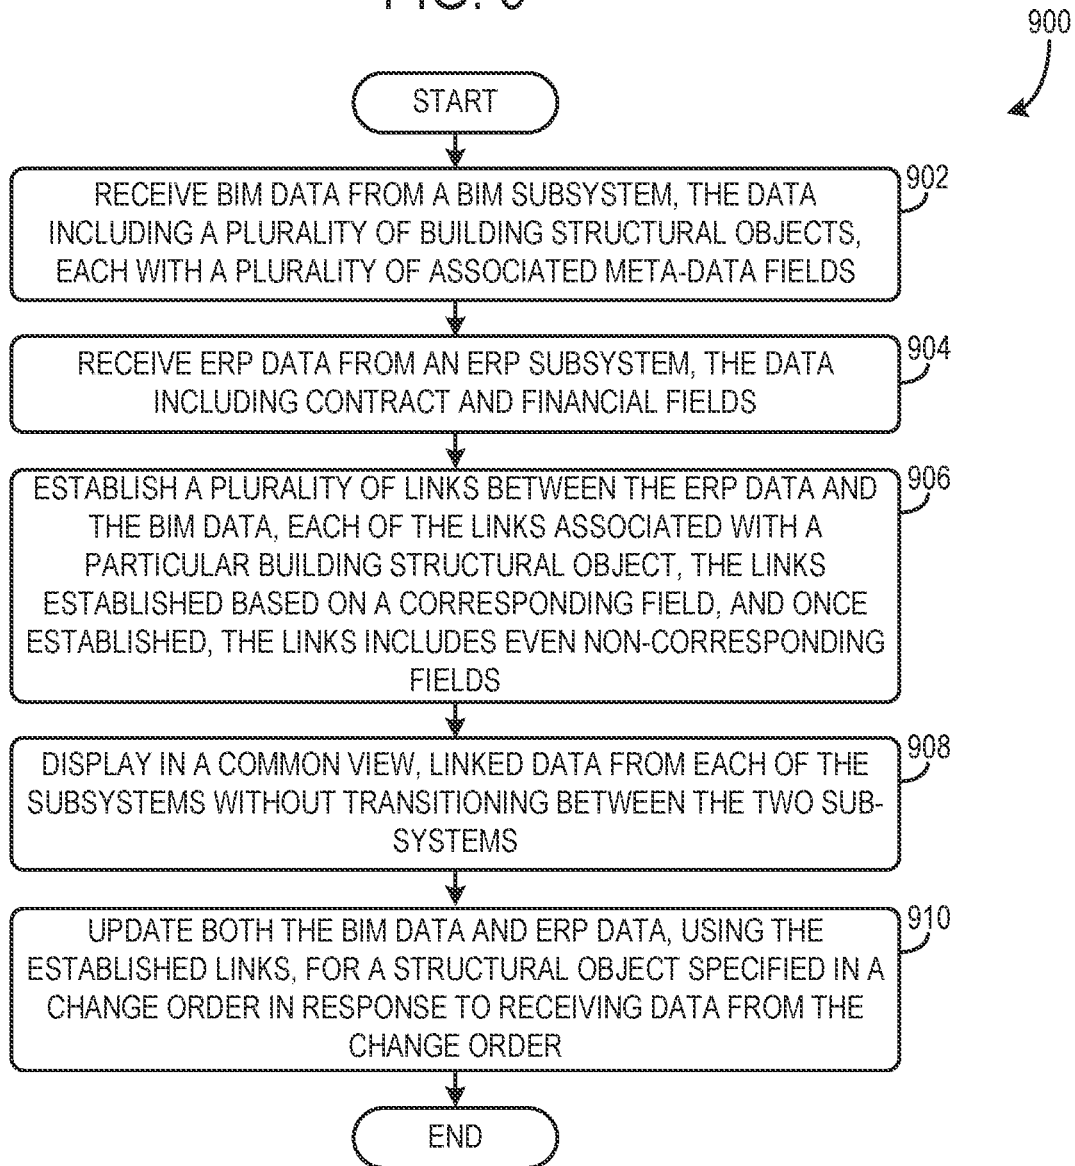 900
START
902
RECEIVE BIM DATA FROM A BIM SUBSYSTEM, THE DATA
INCLUDING A PLURALITY OF BUILDING STRUCTURAL OBJECTS,
EACH WITH A PLURALITY OF ASSOCIATED META-DATA FIELDS
904
RECEIVE ERP DATA FROM AN ERP SUBSYSTEM, THE DATA
INCLUDING CONTRACT AND FINANCIAL FIELDS
906
ESTABLISH A PLURALITY OF LINKS BETWEEN THE ERP DATA AND
THE BIM DATA, EACH OF THE LINKS ASSOCIATED WITH A
PARTICULAR BUILDING STRUCTURAL OBJECT, THE LINKS
ESTABLISHED BASED ON A CORRESPONDING FIELD, AND ONCE
ESTABLISHED, THE LINKS INCLUDES EVEN NON-CORRESPONDING
FIELDS
908
DISPLAY IN A COMMON VIEW, LINKED DATA FROM EACH OF THE
SUBSYSTEMS WITHOUT TRANSITIONING BETWEEN THE TWO SUB-
SYSTEMS
910
UPDATE BOTH THE BIM DATA AND ERP DATA, USING THE
ESTABLISHED LINKS, FOR A STRUCTURAL OBJECT SPECIFIED IN A
CHANGE ORDER IN RESPONSE TO RECEIVING DATA FROM THE
CHANGE ORDER
END